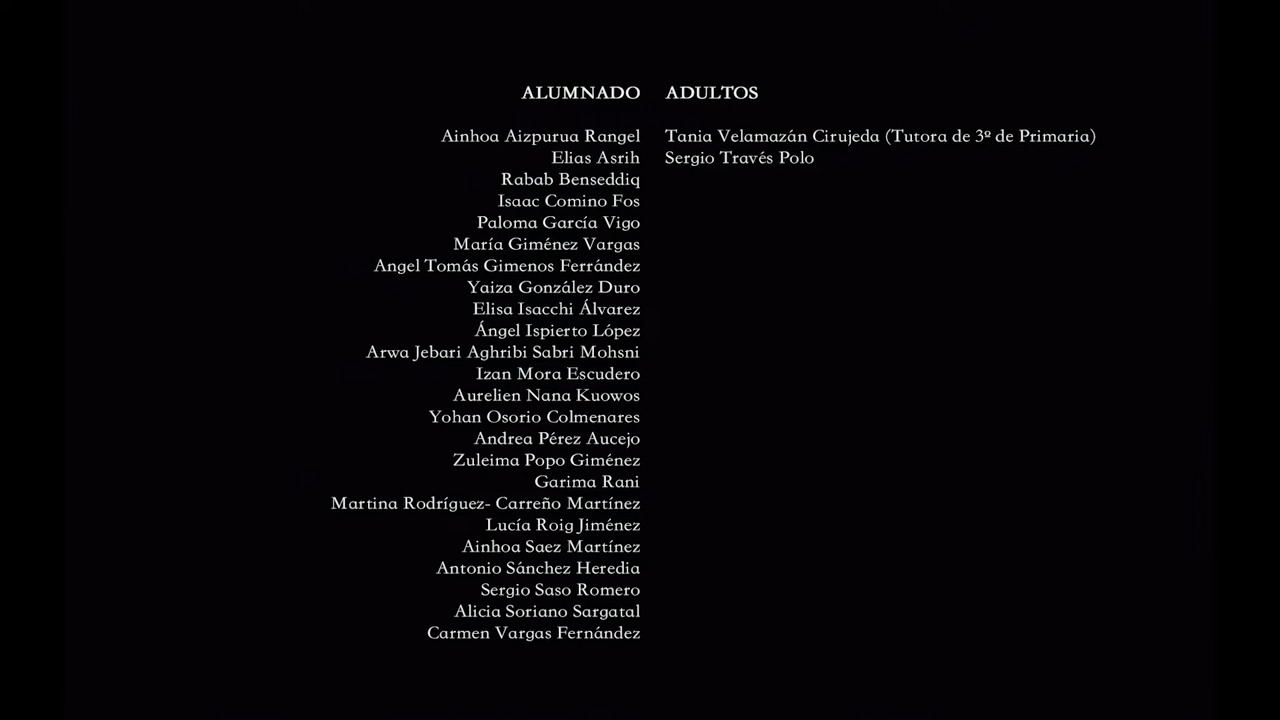 ALUMNADO ADULTOS
Ainhoa Aizpurua Rangel Tania Velamazán Cirujeda (Tutora de 3º de Primaria)
Elias Asrih Sergio Través Polo
Rabab Benseddiq
Isaac Comino Fos
Paloma García Vigo
María Giménez Vargas
Angel Tomás Gimenos Ferrández
Yaiza González Duro
Elisa Isacchi Álvarez
Ángel Ispierto López
Arwa Jebari Aghribi Sabri Mohsni
Izan Mora Escudero
Aurelien Nana Kuowos
Yohan Osorio Colmenares
Andrea Pérez Aucejo
Zuleima Popo Giménez
Garima Rani
Martina Rodríguez- Carreño Martínez
Lucía Roig Jiménez
Ainhoa Saez Martínez
Antonio Sánchez Heredia
Sergio Saso Romero
Alicia Soriano Sargatal
Carmen Vargas Fernández